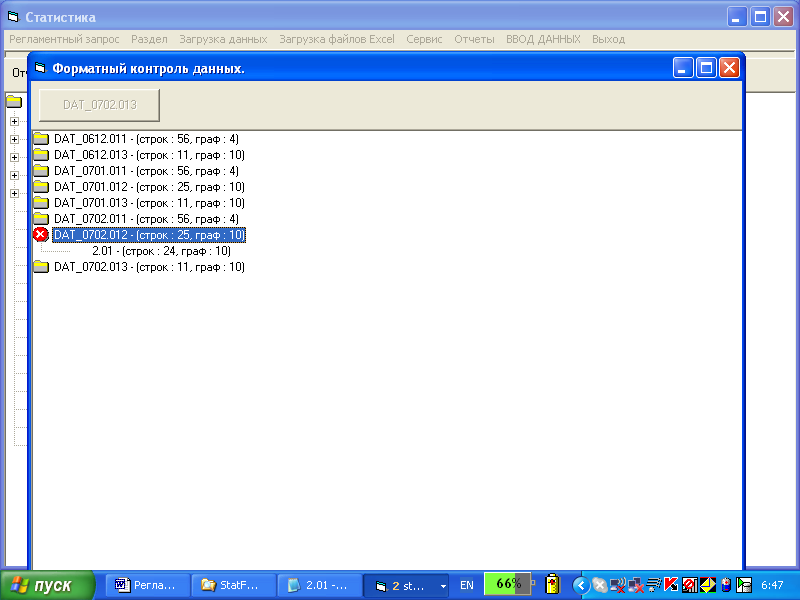 Статистика
Регламентный запрос Раздел Загрузка данных Загрузка файлов Excel Сервис Отчеты ВВОД ДАННЫХ Выход
Форматный контроль данных.
DAT_0702.013
DAT_0612.011 - (строк : 56, граф : 4)
DAT_0612.013 - (строк : 11, граф : 10)
DAT_0701.011 - (строк : 56, граф : 4)
DAT_0701.012 - (строк : 25, граф : 10)
DAT_0701.013 - (строк : 11, граф : 10)
DAT_0702.011 - (строк : 56, граф : 4)
DAT_0702.012 - (строк : 25, граф : 10)
2.01 - (строк : 24, граф : 10)
DAT_0702.013 - (строк : 11, граф : 10)
пуск Регла... StatF... 2.01 -... 2 st... EN 66% 6:47